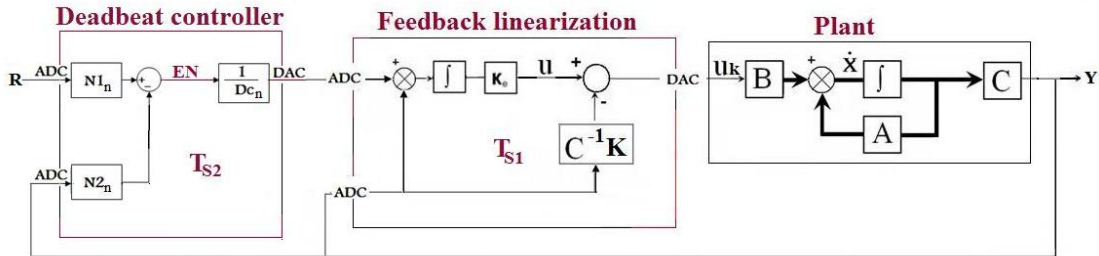 Deadbeat controller
Feedback linearization
Plant
R
ADC
N1n
+
−
EN
1
Dcn
DAC
ADC
∫
Ke
u
+
-
DAC
uk
B
+
ẋ
∫
C
Y
A
C⁻¹K
TS1
TS2
ADC
N2n
ADC